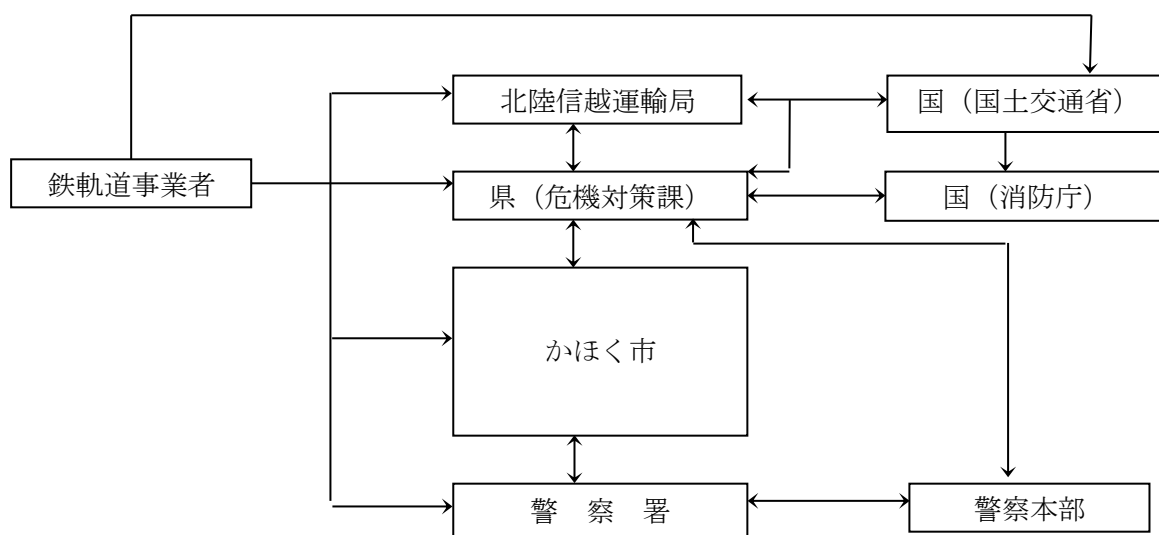 北陸信越運輸局
国（国土交通省）
鉄軌道事業者
県（危機対策課）
国（消防庁）
かほく市
警　察　署
警察本部